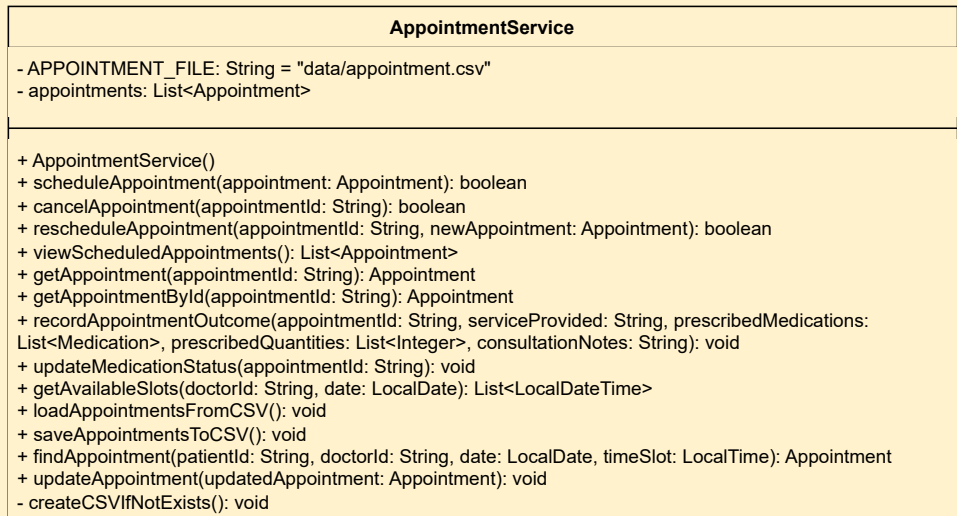 AppointmentService
- APPOINTMENT_FILE: String = "data/appointment.csv"
- appointments: List<Appointment>
+ AppointmentService()
+ scheduleAppointment(appointment: Appointment): boolean
+ cancelAppointment(appointmentId: String): boolean
+ rescheduleAppointment(appointmentId: String, newAppointment: Appointment): boolean
+ viewScheduledAppointments(): List<Appointment>
+ getAppointment(appointmentId: String): Appointment
+ getAppointmentById(appointmentId: String): Appointment
+ recordAppointmentOutcome(appointmentId: String, serviceProvided: String, prescribedMedications:
List<Medication>, prescribedQuantities: List<Integer>, consultationNotes: String): void
+ updateMedicationStatus(appointmentId: String): void
+ getAvailableSlots(doctorId: String, date: LocalDate): List<LocalDateTime>
+ loadAppointmentsFromCSV(): void
+ saveAppointmentsToCSV(): void
+ findAppointment(patientId: String, doctorId: String, date: LocalDate, timeSlot: LocalTime): Appointment
+ updateAppointment(updatedAppointment: Appointment): void
- createCSVIfNotExists(): void